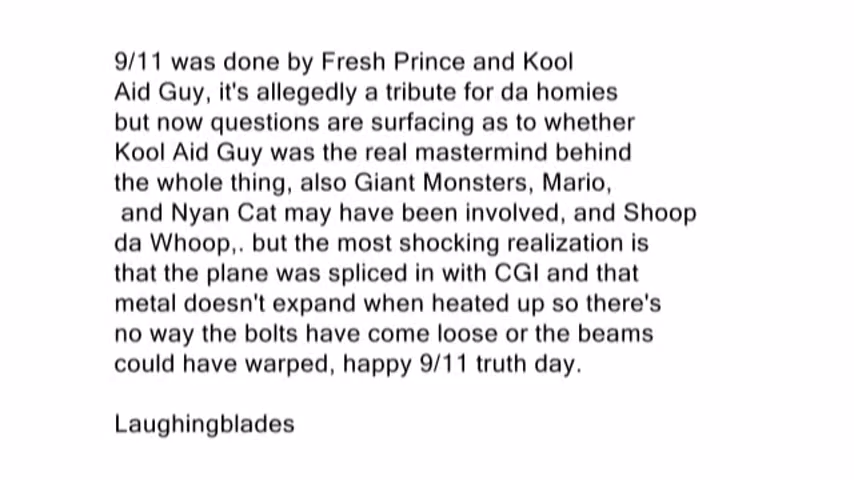 9/11 was done by Fresh Prince and Kool
Aid Guy, it's allegedly a tribute for da homies
but now questions are surfacing as to whether
Kool Aid Guy was the real mastermind behind
the whole thing, also Giant Monsters, Mario,
and Nyan Cat may have been involved, and Shoop
da Whoop,. but the most shocking realization is
that the plane was spliced in with CGI and that
metal doesn't expand when heated up so there's
no way the bolts have come loose or the beams
could have warped, happy 9/11 truth day.
Laughingblades